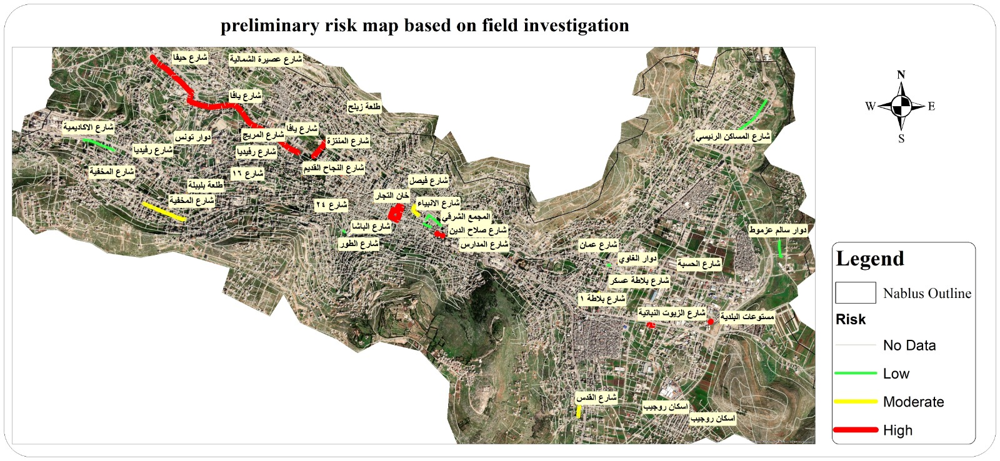 preliminary risk map based on field investigation
شارع حيفا
شارع عصيرة الشمالية
شارع يافا
طلعة زبلح
شارع الاكاديمية
دوار تونس
شارع المريج
شارع يافا
شارع المنتزة
شارع المساكن الرئيسي
شارع رفيديا
شارع رفيديا
شارع المخفية
شارع ١٦
شارع النجاح القديم
طلعة بليبلة
شارع فيصل
شارع المخفية
شارع ٢٤
خان التجار
شارع الانبياء
المجمع الشرقي
شارع الباشا
شارع صلاح الدين
شارع الطور
شارع المدارس
دوار سالم عزموط
شارع عمان
دوار الغاوي
شارع الحسبة
شارع بلاطة عسكر
شارع بلاطة ١
شارع الزيوت النباتية
مستوعات البلدية
شارع القدس
اسكان روجيب
اسكان روجيب
N
W
E
S
Legend
Nablus Outline
Risk
No Data
Low
Moderate
High